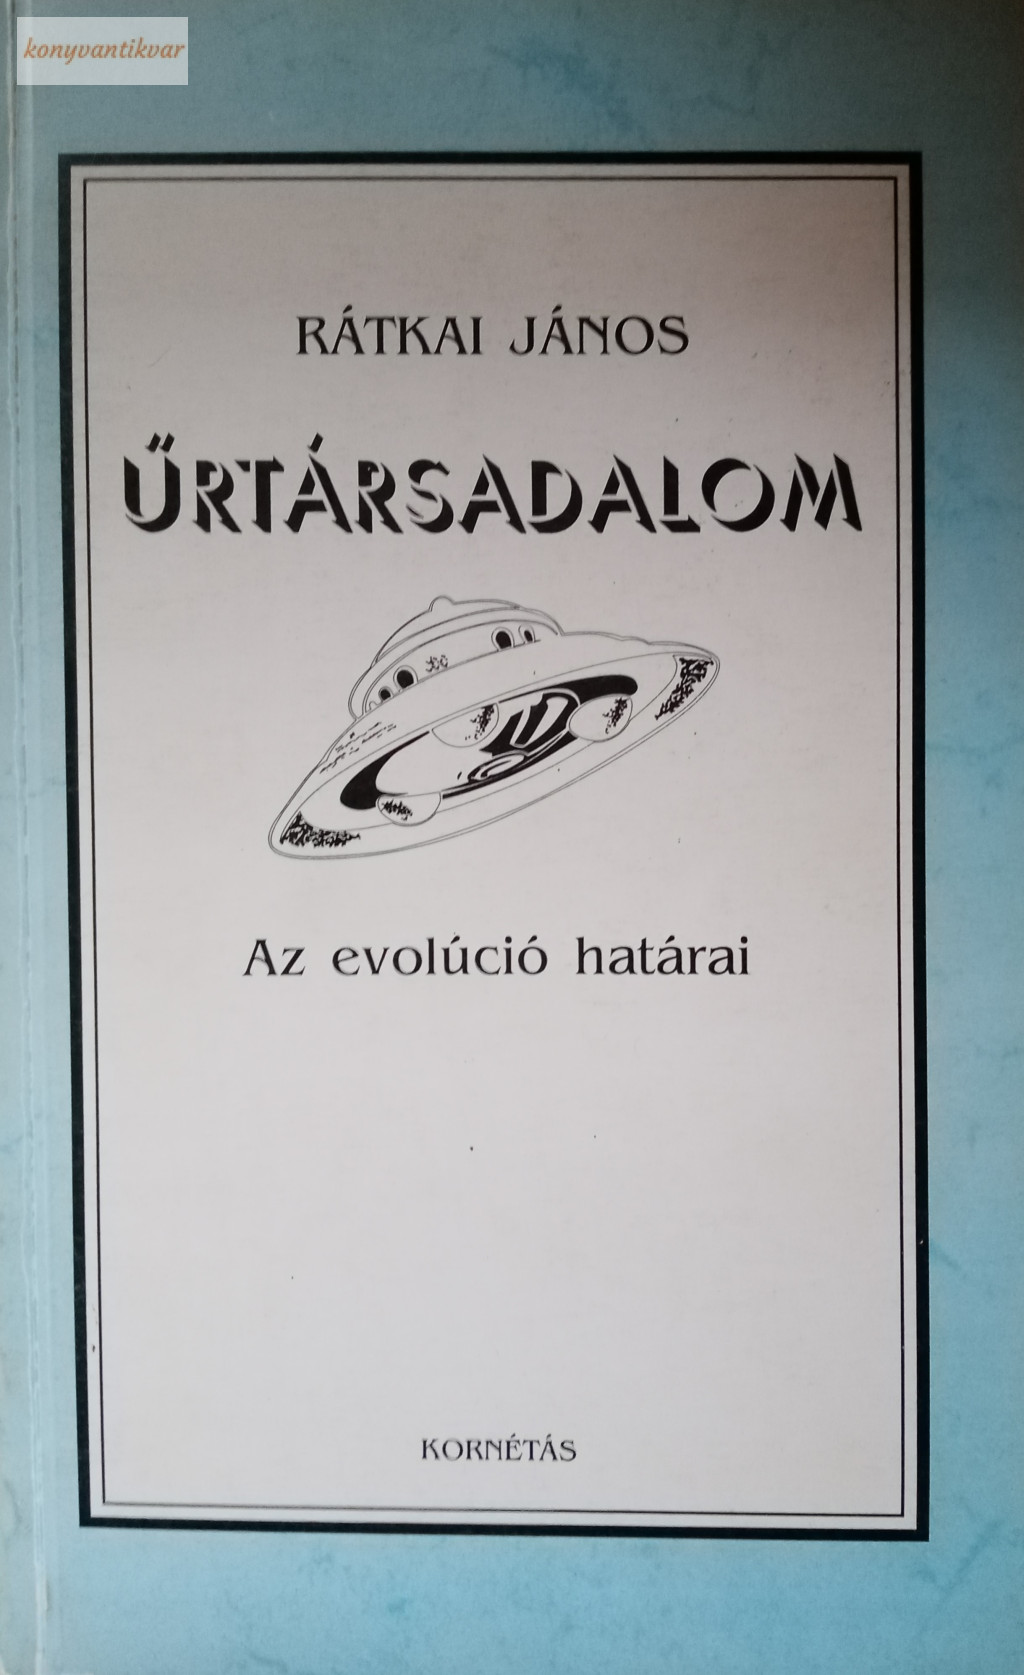 konyvantikvar
RÁTKAI JÁNOS
ŰRTÁRSADALOM
Az evolúció határai
KORNÉTÁS